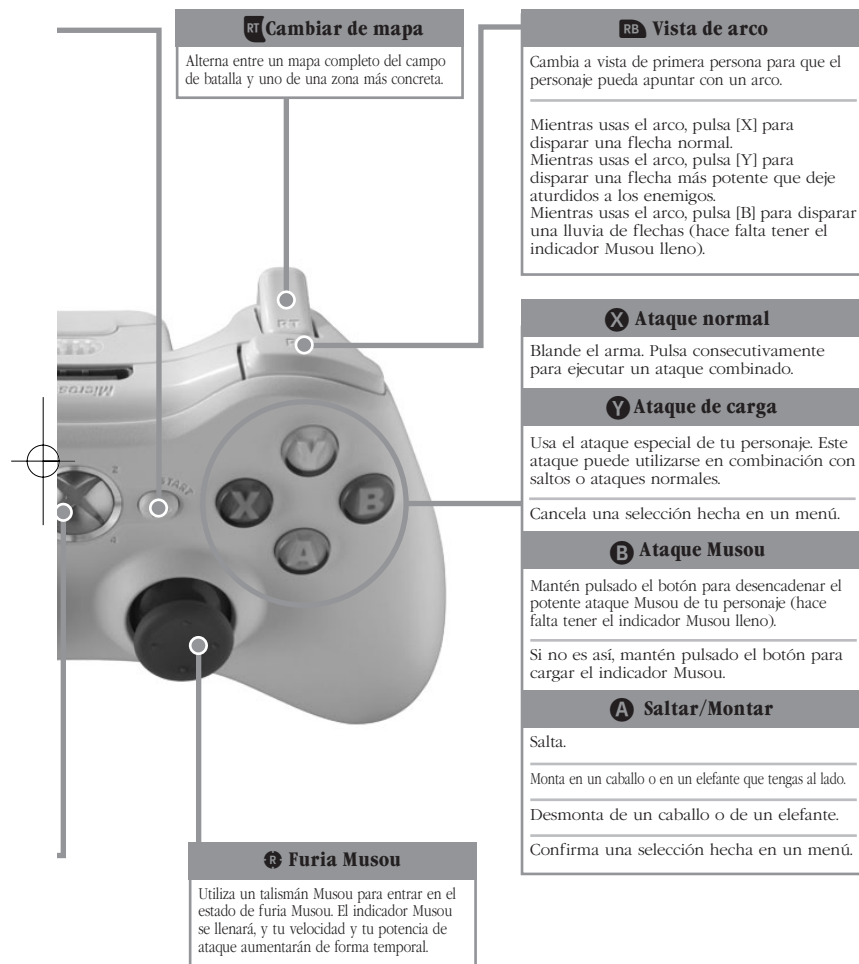 RT Cambiar de mapa
Alterna entre un mapa completo del campo
de batalla y uno de una zona más concreta.
RB Vista de arco
Cambia a vista de primera persona para que el
personaje pueda apuntar con un arco.
Mientras usas el arco, pulsa [X] para
disparar una flecha normal.
Mientras usas el arco, pulsa [Y] para
disparar una flecha más potente que deje
aturdidos a los enemigos.
Mientras usas el arco, pulsa [B] para disparar
una lluvia de flechas (hace falta tener el
indicador Musou lleno).
X Ataque normal
Blande el arma. Pulsa consecutivamente
para ejecutar un ataque combinado.
Y Ataque de carga
Usa el ataque especial de tu personaje. Este
ataque puede utilizarse en combinación con
saltos o ataques normales.
Cancela una selección hecha en un menú.
B Ataque Musou
Mantén pulsado el botón para desencadenar el
potente ataque Musou de tu personaje (hace
falta tener el indicador Musou lleno).
Si no es así, mantén pulsado el botón para
cargar el indicador Musou.
A Saltar/Montar
Salta.
Monta en un caballo o en un elefante que tengas al lado.
Desmonta de un caballo o de un elefante.
Confirma una selección hecha en un menú.
R Furia Musou
Utiliza un talismán Musou para entrar en el
estado de furia Musou. El indicador Musou
se llenará, y tu velocidad y tu potencia de
ataque aumentarán de forma temporal.
RT
Micros
2
4
START
Y
X
B
A